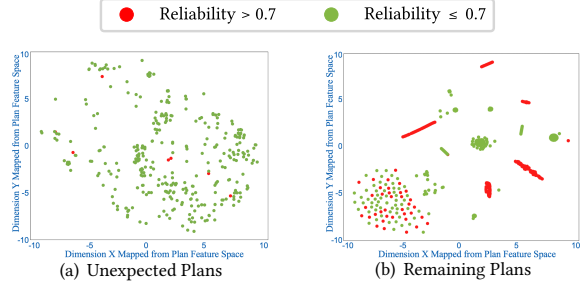 Reliability > 0.7 Reliability ≤ 0.7
Dimension Y Mapped from Plan Feature Space
10
5
0
-5
-10
-10 -5 0 5 10
Dimension X Mapped from Plan Feature Space
(a) Unexpected Plans
Dimension Y Mapped from Plan Feature Space
10
5
0
-5
-10
-10 -5 0 5 10
Dimension X Mapped from Plan Feature Space
(b) Remaining Plans